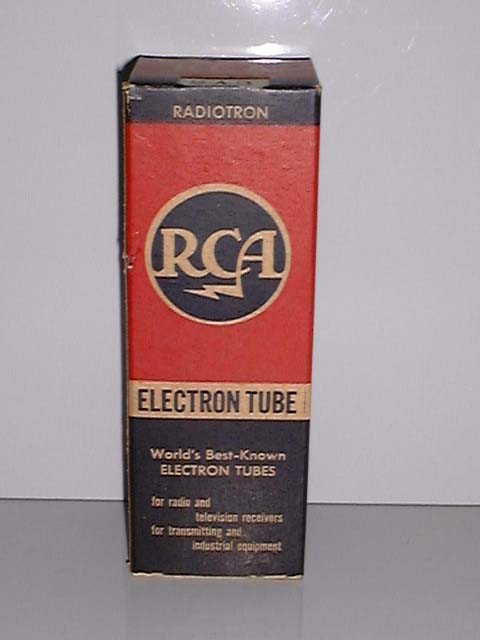 RADIOTRON
RCA
ELECTRON TUBE
World's Best-Known
ELECTRON TUBES
for radio and
television receivers
for transmitting and
industrial equipment